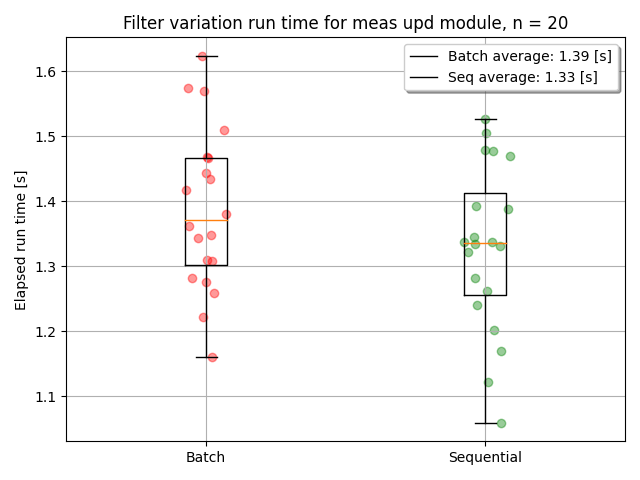 Filter variation run time for meas upd module, n = 20
Batch average: 1.39 [s]
Seq average: 1.33 [s]
Elapsed run time [s]
1.6
1.5
1.4
1.3
1.2
1.1
Batch
Sequential